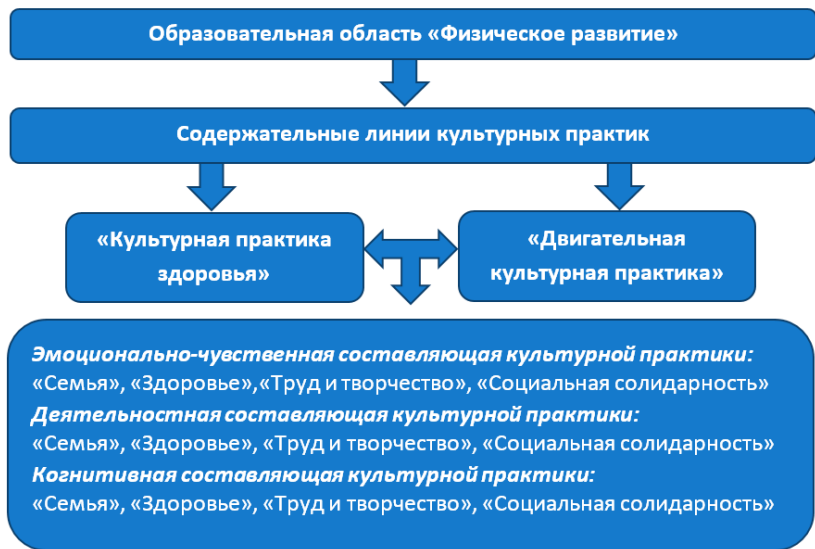 Образовательная область «Физическое развитие»
Содержательные линии культурных практик
«Культурная практика
здоровья»
«Двигательная
культурная практика»
Эмоционально-чувственная составляющая культурной практики:
«Семья», «Здоровье»,«Труд и творчество», «Социальная солидарность»
Деятельностная составляющая культурной практики:
«Семья», «Здоровье», «Труд и творчество», «Социальная солидарность»
Когнитивная составляющая культурной практики:
«Семья», «Здоровье», «Труд и творчество», «Социальная солидарность»